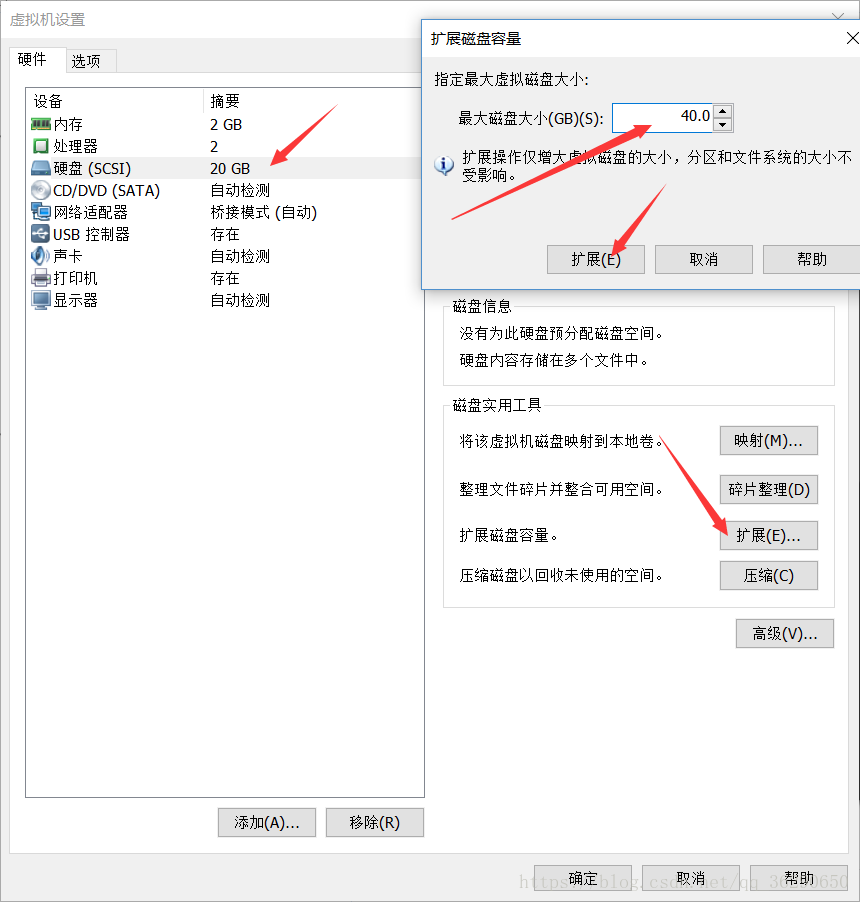 虚拟机设置
硬件
选项
设备 摘要
内存 2 GB
处理器 2
硬盘 (SCSI) 20 GB
CD/DVD (SATA) 自动检测
网络适配器 桥接模式 (自动)
USB 控制器 存在
声卡 自动检测
打印机 存在
显示器 自动检测
添加(A)...
移除(R)
扩展磁盘容量
指定最大虚拟磁盘大小:
最大磁盘大小(GB)(S): 40.0
扩展操作仅增大虚拟磁盘的大小，分区和文件系统的大小不
受影响。
扩展(E)
取消
帮助
磁盘信息
没有为此硬盘预分配磁盘空间。
硬盘内容存储在多个文件中。
磁盘实用工具
将该虚拟机磁盘映射到本地卷。 映射(M)...
整理文件碎片并整合可用空间。 碎片整理(D)
扩展磁盘容量。 扩展(E)...
压缩磁盘以回收未使用的空间。 压缩(C)
高级(V)...
确定
取消
帮助